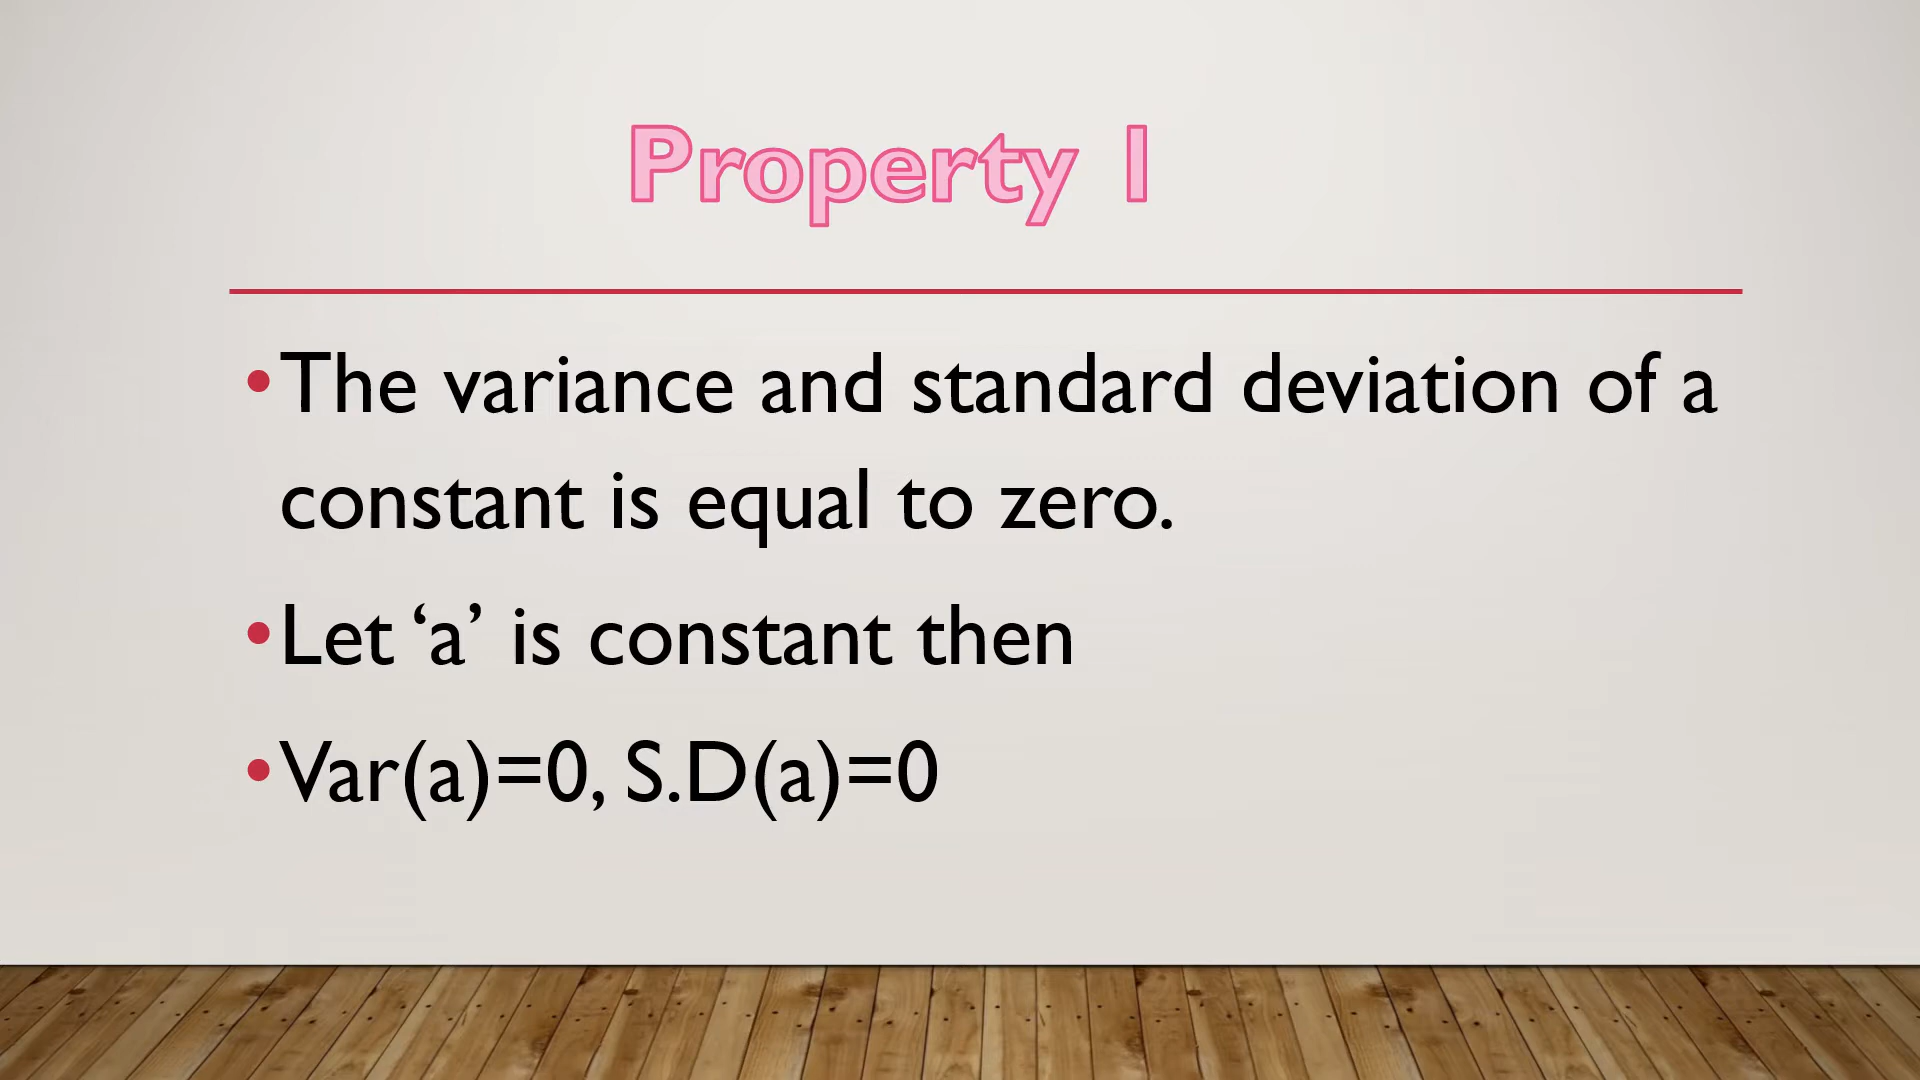 Property 1
•The variance and standard deviation of a
constant is equal to zero.
•Let ‘a’ is constant then
•Var(a)=0, S.D(a)=0